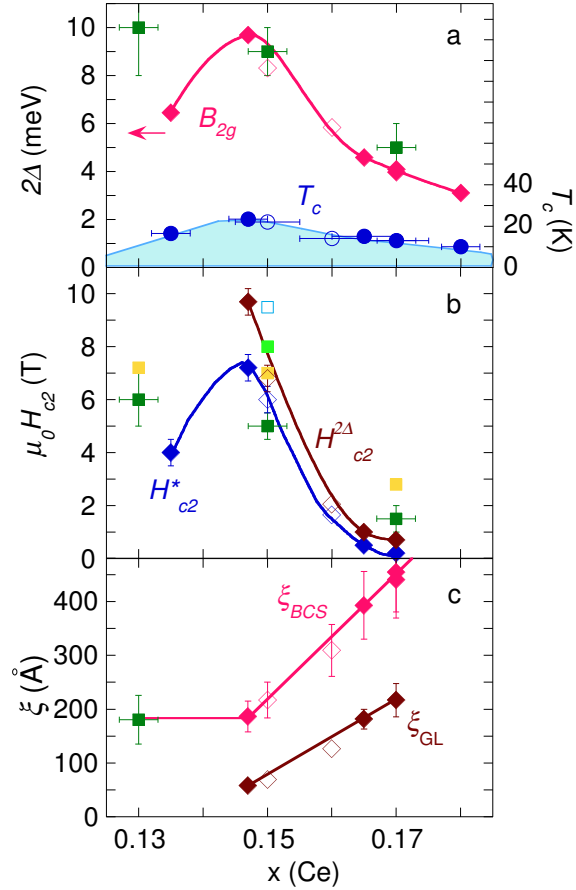 a
10
8
6
4
2
0
2Δ (meV)
B2g
Tc
40
20
0
Tc (K)
b
10
8
6
4
2
0
μ0Hc2 (T)
H*c2
H2Δc2
c
400
300
200
100
0
ξ (Å)
ξBCS
ξGL
0.13
0.15
0.17
x (Ce)